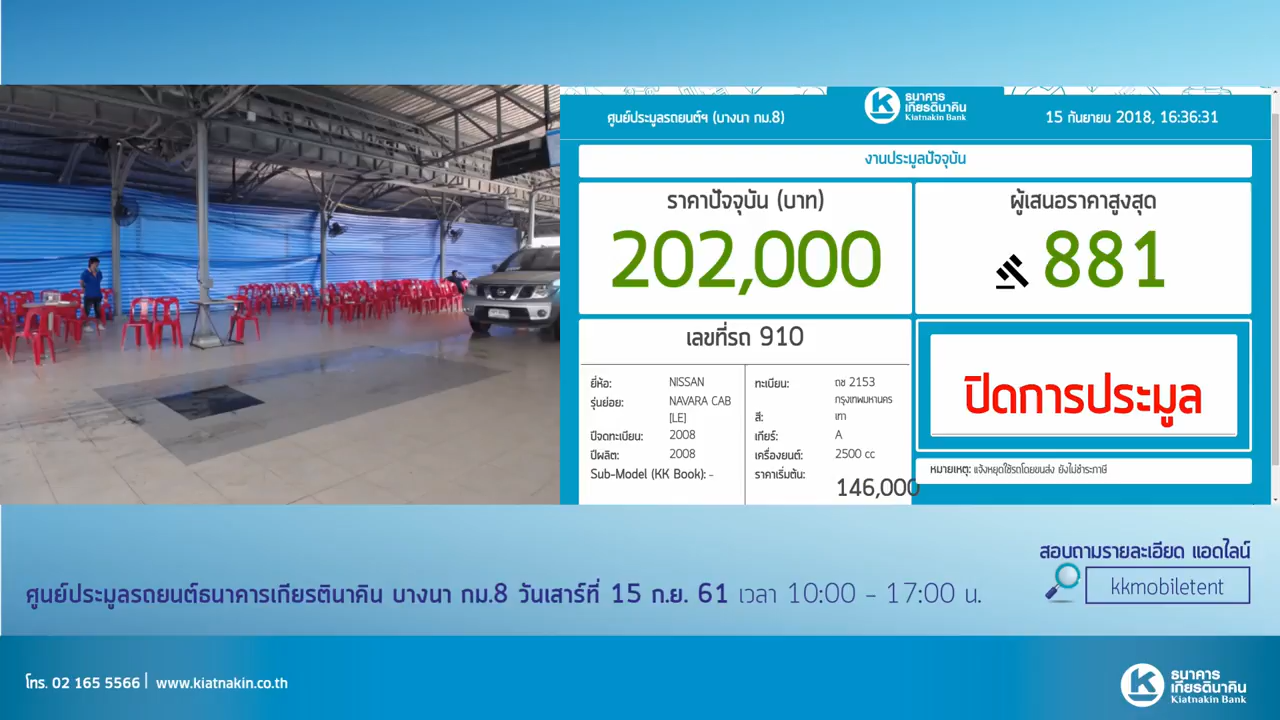 ศูนย์ประมูลรถยนต์ฯ (บางนา กม.8)
ธนาคาร
เกียรตินาคิน
Kiatnakin Bank
15 กันยายน 2018, 16:36:31
งานประมูลปัจจุบัน
ราคาปัจจุบัน (บาท)
202,000
ผู้เสนอราคาสูงสุด
881
เลขที่รถ 910
ยี่ห้อ: NISSAN
รุ่นย่อย: NAVARA CAB
[LE]
ปีจดทะเบียน: 2008
ปีผลิต: 2008
Sub-Model (KK Book): -
ทะเบียน: ถช 2153
กรุงเทพมหานคร
สี: เทา
เกียร์: A
เครื่องยนต์: 2500 cc
ราคาเริ่มต้น:
146,000
ปิดการประมูล
หมายเหตุ: แจ้งหยุดใช้รถโดยขนส่ง ยังไม่ชำระภาษี
สอบถามรายละเอียด แอดไลน์
kkmobiletent
ศูนย์ประมูลรถยนต์ธนาคารเกียรตินาคิน บางนา กม.8 วันเสาร์ที่ 15 ก.ย. 61 เวลา 10:00 - 17:00 น.
โทร. 02 165 5566 | www.kiatnakin.co.th
ธนาคาร
เกียรตินาคิน
Kiatnakin Bank